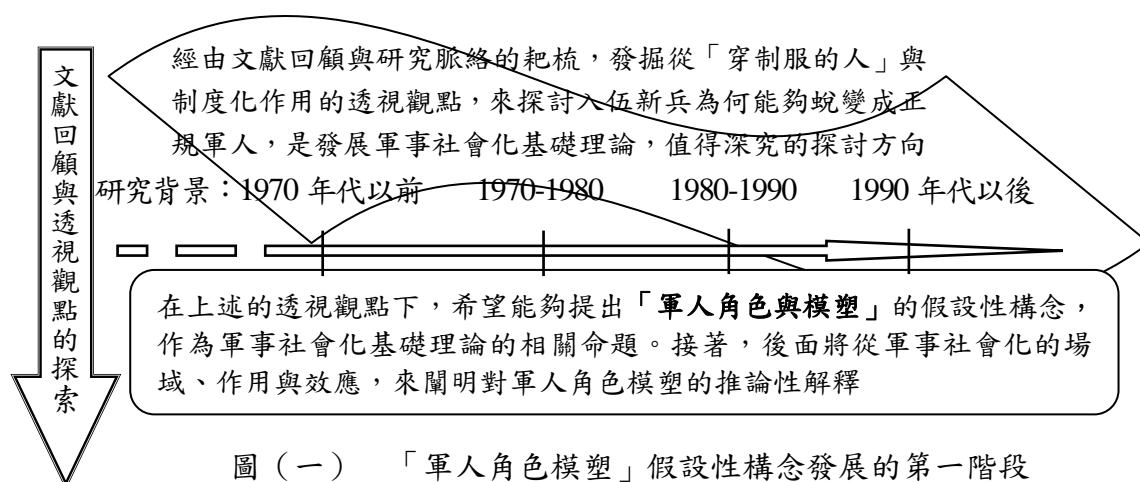 文獻回顧與透視觀點的探索
經由文獻回顧與研究脈絡的耙梳，發掘從「穿制服的人」與
制度化作用的透視觀點，來探討入伍新兵為何能夠蛻變成正
規軍人，是發展軍事社會化基礎理論，值得深究的探討方向
研究背景：1970 年代以前 1970-1980 1980-1990 1990 年代以後
在上述的透視觀點下，希望能夠提出「軍人角色與模塑」的假設性構念，
作為軍事社會化基礎理論的相關命題。接著，後面將從軍事社會化的場
域、作用與效應，來闡明對軍人角色模塑的推論性解釋
圖（一） 「軍人角色模塑」假設性構念發展的第一階段